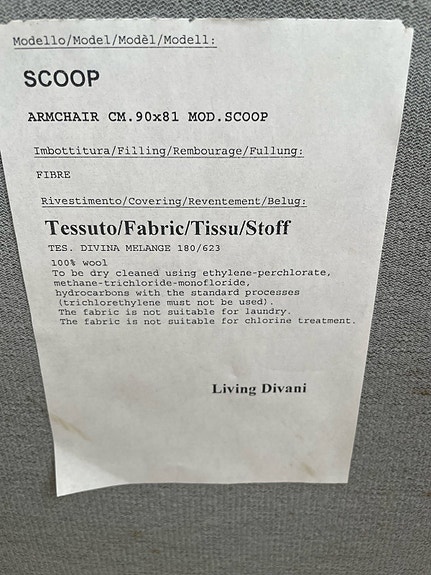 Modello/Model/Modèl/Modell:
SCOOP
ARMCHAIR CM.90x81 MOD.SCOOP
Imbottitura/Filling/Rembourage/Fullung:
FIBRE
Rivestimento/Covering/Reventement/Belug:
Tessuto/Fabric/Tissu/Stoff
TES. DIVINA MELANGE 180/623
100% wool
To be dry cleaned using ethylene-perchlorate,
methane-trichloride-monofloride,
hydrocarbons with the standard processes
(trichlorethylene must not be used).
The fabric is not suitable for laundry.
The fabric is not suitable for chlorine treatment.
Living Divani